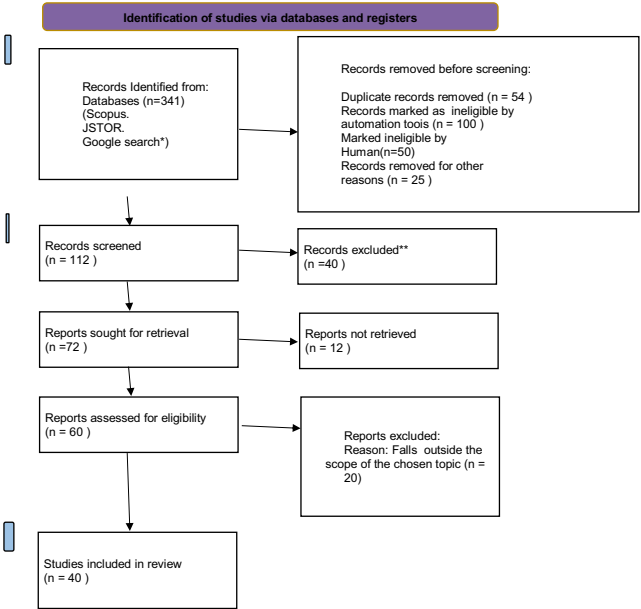 Identification of studies via databases and registers
Records Identified from:
Databases (n=341)
(Scopus.
JSTOR.
Google search*)
Records removed before screening:
Duplicate records removed (n = 54 )
Records marked as ineligible by
automation toois (n = 100 )
Marked ineligible by
Human(n=50)
Records removed for other
reasons (n = 25 )
Records screened
(n = 112 )
Records excluded**
(n =40 )
Reports sought for retrieval
(n =72 )
Reports not retrieved
(n = 12 )
Reports assessed for eligibility
(n = 60 )
Reports excluded:
Reason: Falls outside the
scope of the chosen topic (n =
20)
Studies included in review
(n = 40 )